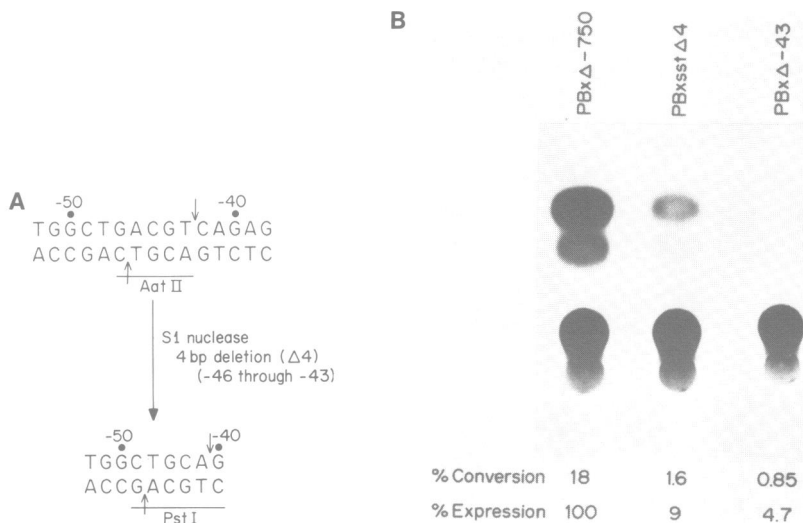 A
-50 -40
TGGCTGACGTCAGAG
ACCGACTGCAGTCTC
Aat II
S1 nuclease
4 bp deletion (Δ4)
(-46 through -43)
-50 -40
TGGCTGCAG
ACCGACGTC
Pst I
B
PBxΔ-750
PBxsstΔ4
PBxΔ-43
% Conversion 18 1.6 0.85
% Expression 100 9 4.7